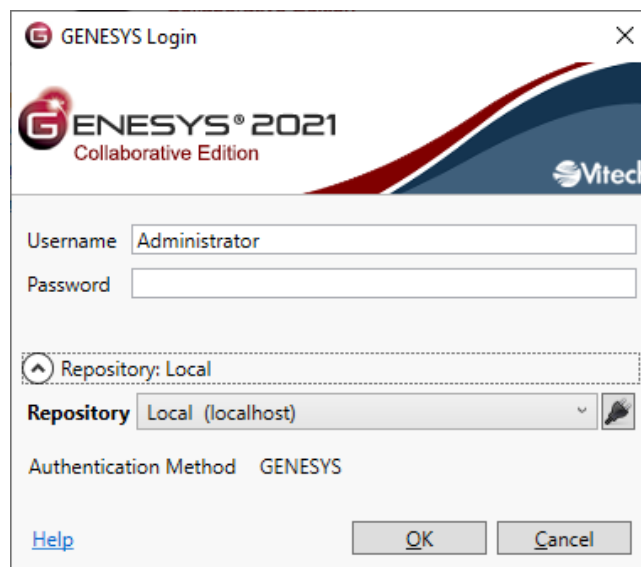 GENESYS Login
GENESYS® 2021
Collaborative Edition
Vitech
Username Administrator
Password
Repository: Local
Repository Local (localhost)
Authentication Method GENESYS
Help OK Cancel